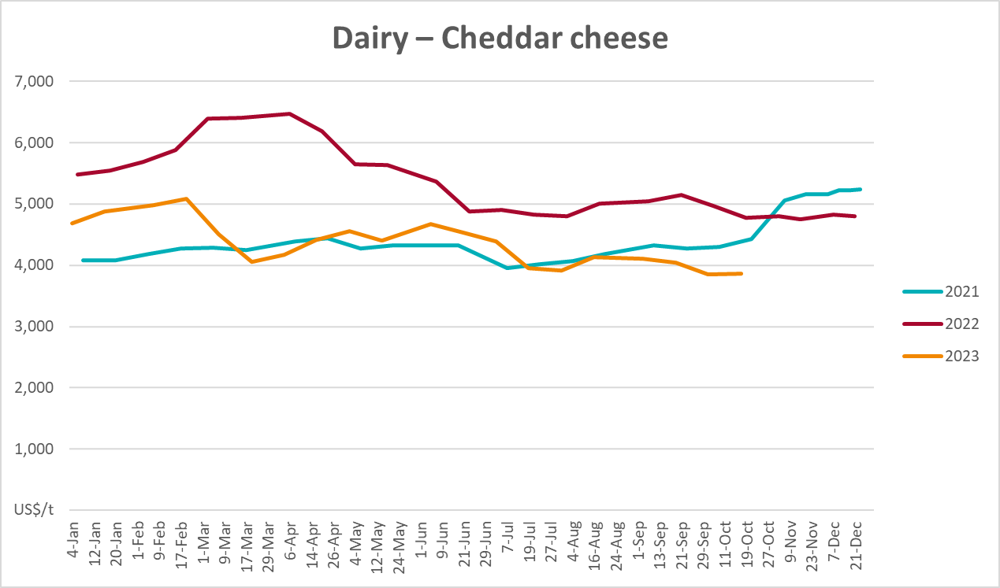 Dairy – Cheddar cheese
7,000
6,000
5,000
4,000
3,000
2,000
1,000
US$/t
4-Jan
12-Jan
20-Jan
1-Feb
9-Feb
17-Feb
1-Mar
9-Mar
17-Mar
29-Mar
6-Apr
14-Apr
26-Apr
4-May
12-May
24-May
1-Jun
9-Jun
21-Jun
29-Jun
7-Jul
19-Jul
27-Jul
4-Aug
16-Aug
24-Aug
1-Sep
13-Sep
21-Sep
29-Sep
11-Oct
19-Oct
27-Oct
9-Nov
23-Nov
7-Dec
21-Dec
2021
2022
2023